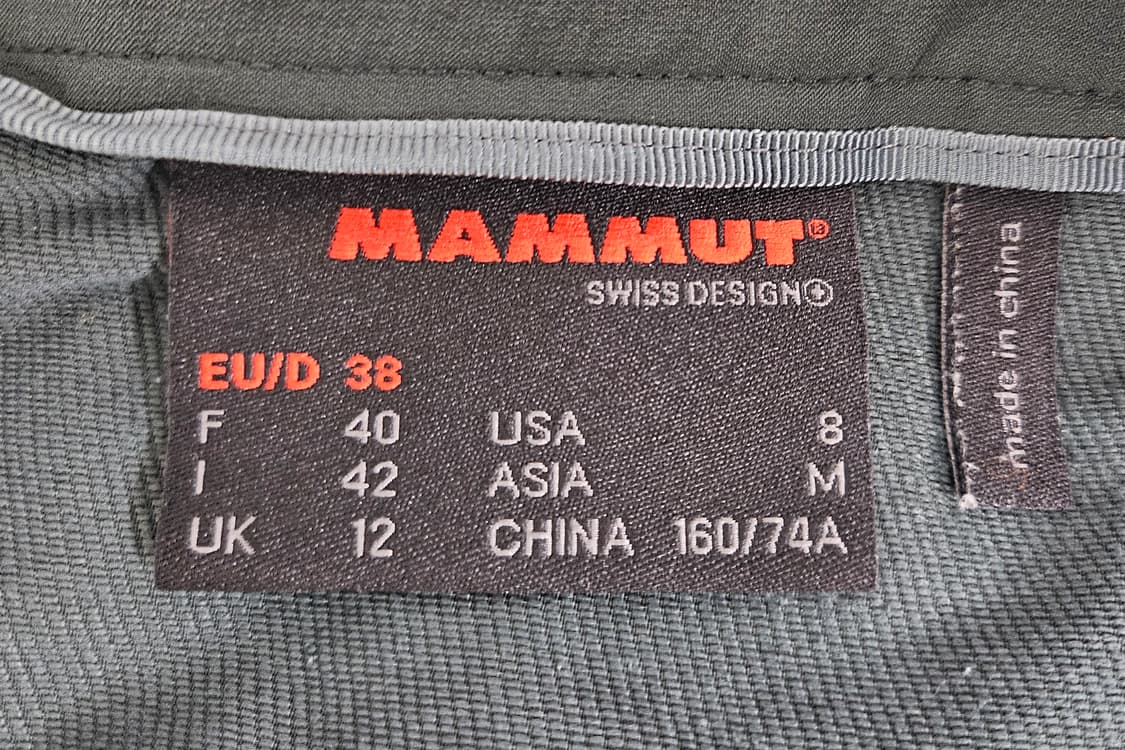 MAMMUT®
SWISS DESIGN
EU/D 38
F 40 USA 8
I 42 ASIA M
UK 12 CHINA 160/74A
made in china